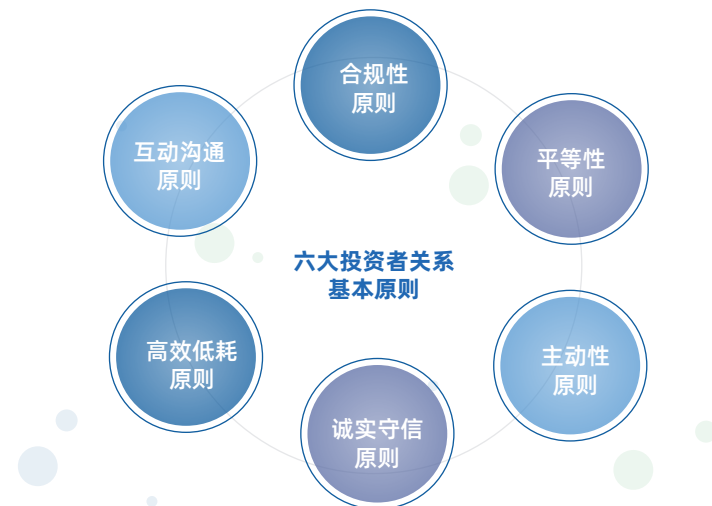 合规性
原则
平等性
原则
主动性
原则
诚实守信
原则
高效低耗
原则
互动沟通
原则
六大投资者关系
基本原则